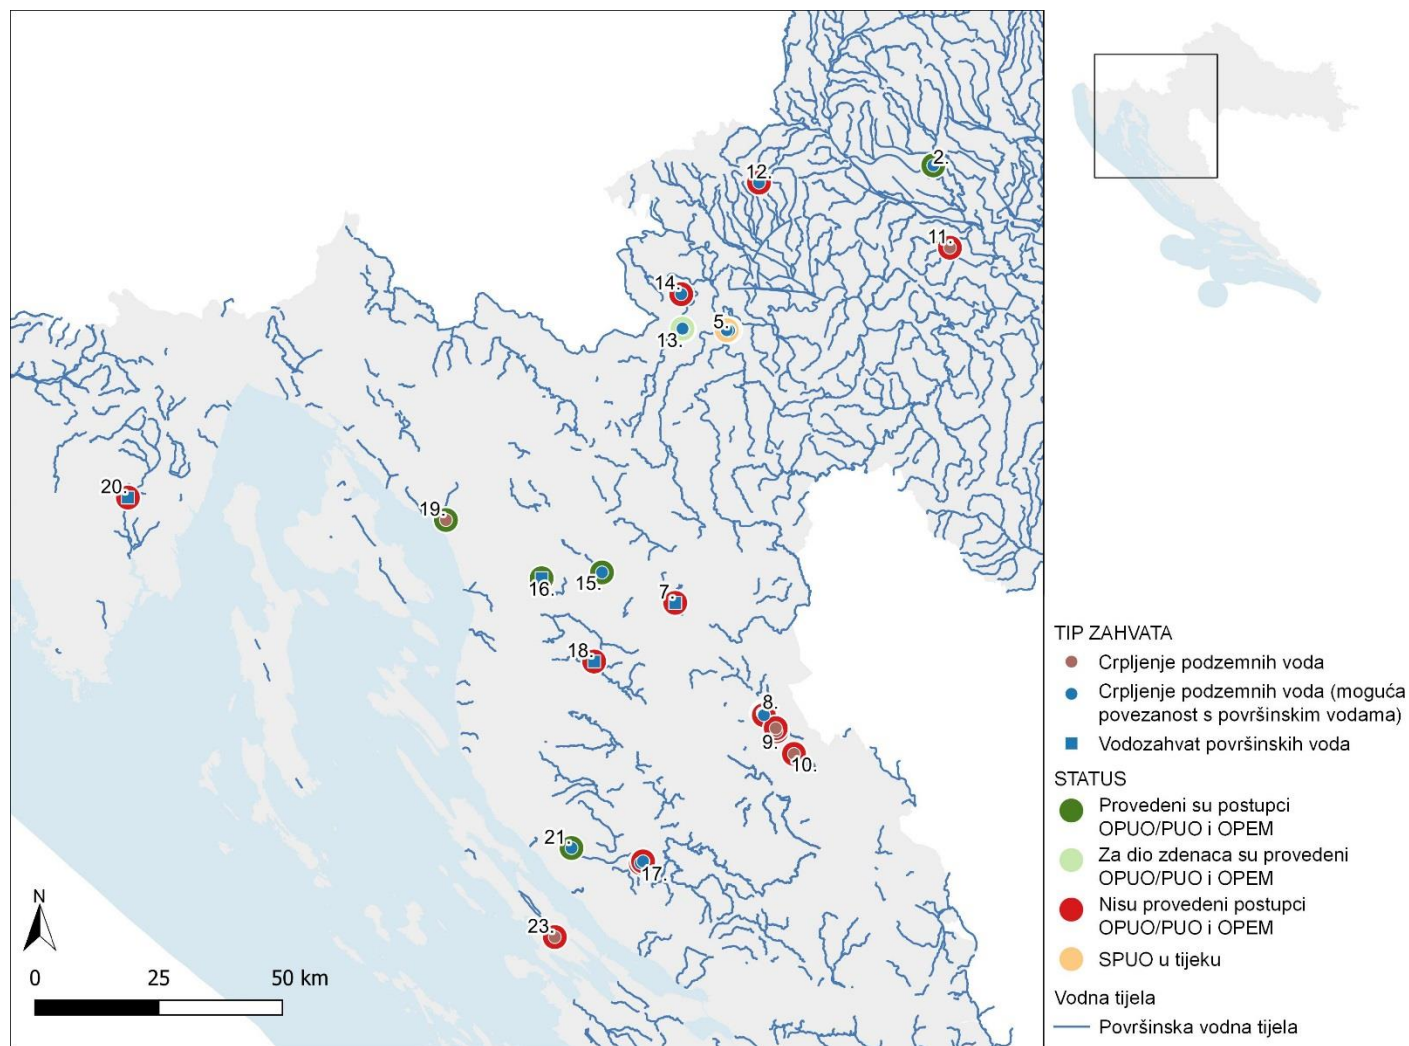 2.
12.
11.
14.
5.
13.
20.
19.
16.
15.
7.
18.
8.
9.
10.
21.
17.
23.
N
0 25 50 km
TIP ZAHVATA
Crpljenje podzemnih voda
Crpljenje podzemnih voda (moguća
povezanost s površinskim vodama)
Vodozahvat površinskih voda
STATUS
Provedeni su postupci
OPUO/PUO i OPEM
Za dio zdenaca su provedeni
OPUO/PUO i OPEM
Nisu provedeni postupci
OPUO/PUO i OPEM
SPUO u tijeku
Vodna tijela
Površinska vodna tijela